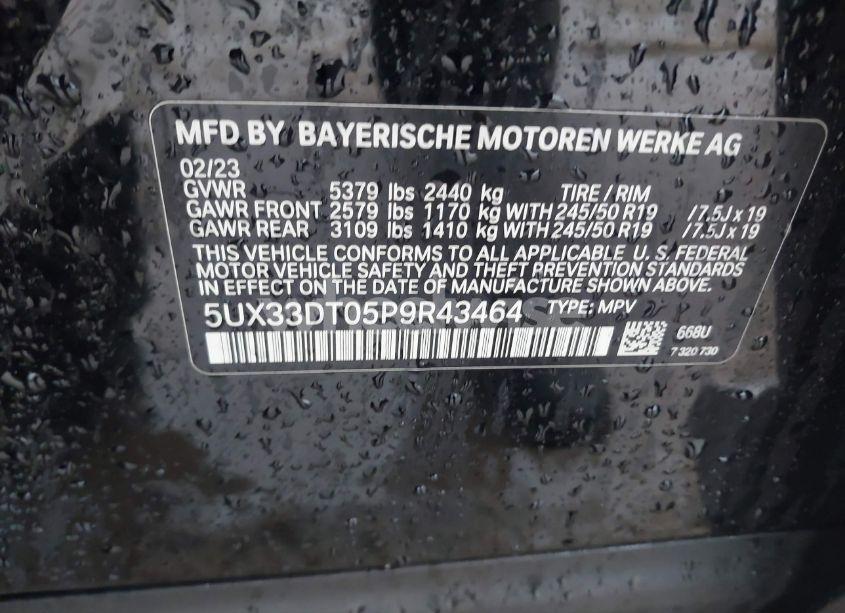 MFD BY BAYERISCHE MOTOREN WERKE AG
02/23
GVWR 5379 lbs 2440 kg TIRE / RIM
GAWR FRONT 2579 lbs 1170 kg WITH 245/50 R19 /7.5J x 19
GAWR REAR 3109 lbs 1410 kg WITH 245/50 R19 /7.5J x 19
THIS VEHICLE CONFORMS TO ALL APPLICABLE U. S. FEDERAL
MOTOR VEHICLE SAFETY AND THEFT PREVENTION STANDARDS
IN EFFECT ON THE DATE OF MANUFACTURE SHOWN ABOVE.
5UX33DT05P9R43464 TYPE: MPV
668U
7 320 730